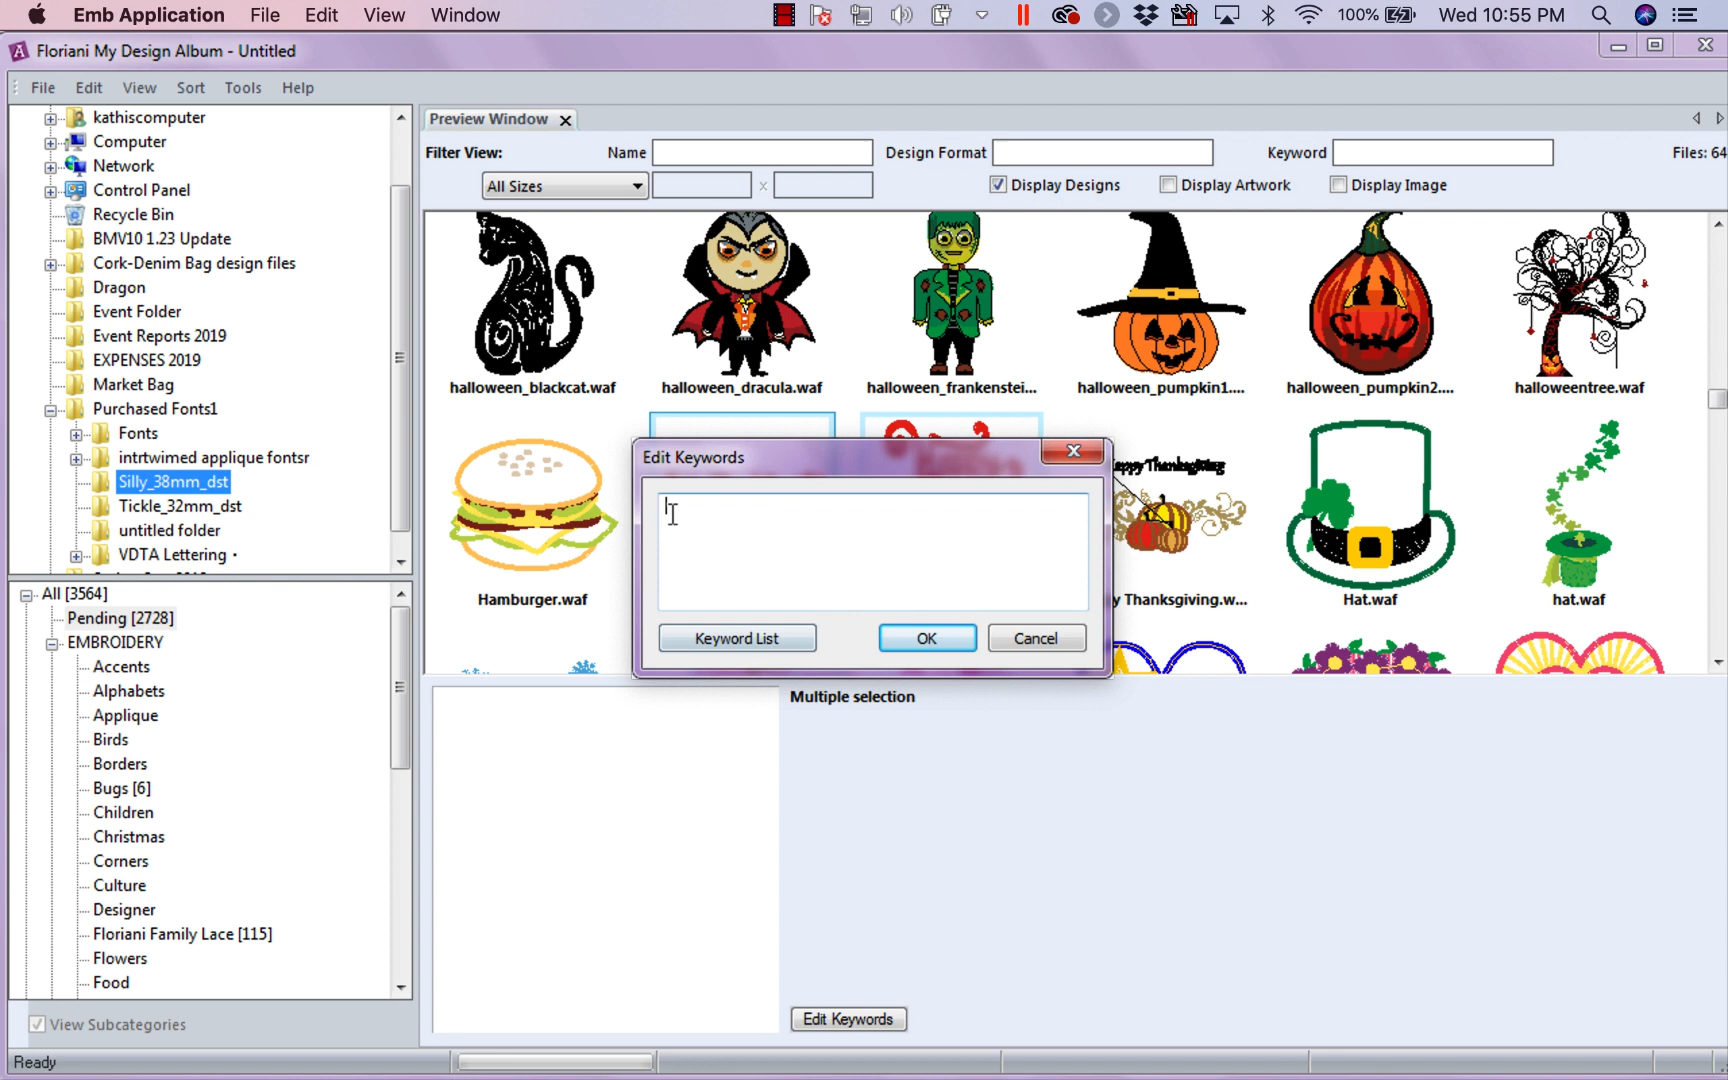 Emb Application File Edit View Window 100% Wed 10:55 PM
Floriani My Design Album - Untitled
File Edit View Sort Tools Help
kathiscomputer
Computer
Network
Control Panel
Recycle Bin
BMV10 1.23 Update
Cork-Denim Bag design files
Dragon
Event Folder
Event Reports 2019
EXPENSES 2019
Market Bag
Purchased Fonts1
Fonts
intrtwimed applique fontsr
Silly_38mm_dst
Tickle_32mm_dst
untitled folder
VDTA Lettering
All [3564]
Pending [2728]
EMBROIDERY
Accents
Alphabets
Applique
Birds
Borders
Bugs [6]
Children
Christmas
Corners
Culture
Designer
Floriani Family Lace [115]
Flowers
Food
View Subcategories
Ready
Preview Window
Filter View: Name Design Format Keyword Files: 64
All Sizes x Display Designs Display Artwork Display Image
halloween_blackcat.waf halloween_dracula.waf halloween_frankenstei... halloween_pumpkin1.... halloween_pumpkin2.... halloweentree.waf
appy Thanksgiving
Hamburger.waf y Thanksgiving.w... Hat.waf hat.waf
Edit Keywords
Keyword List OK Cancel
Multiple selection
Edit Keywords